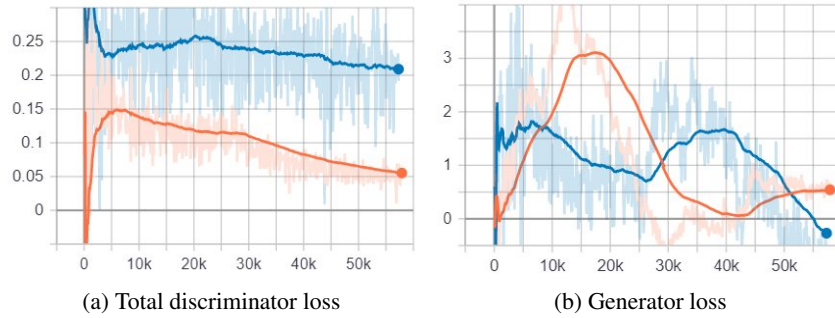 0.25
0.2
0.15
0.1
0.05
0
0 10k 20k 30k 40k 50k
(a) Total discriminator loss
3
2
1
0
0 10k 20k 30k 40k 50k
(b) Generator loss